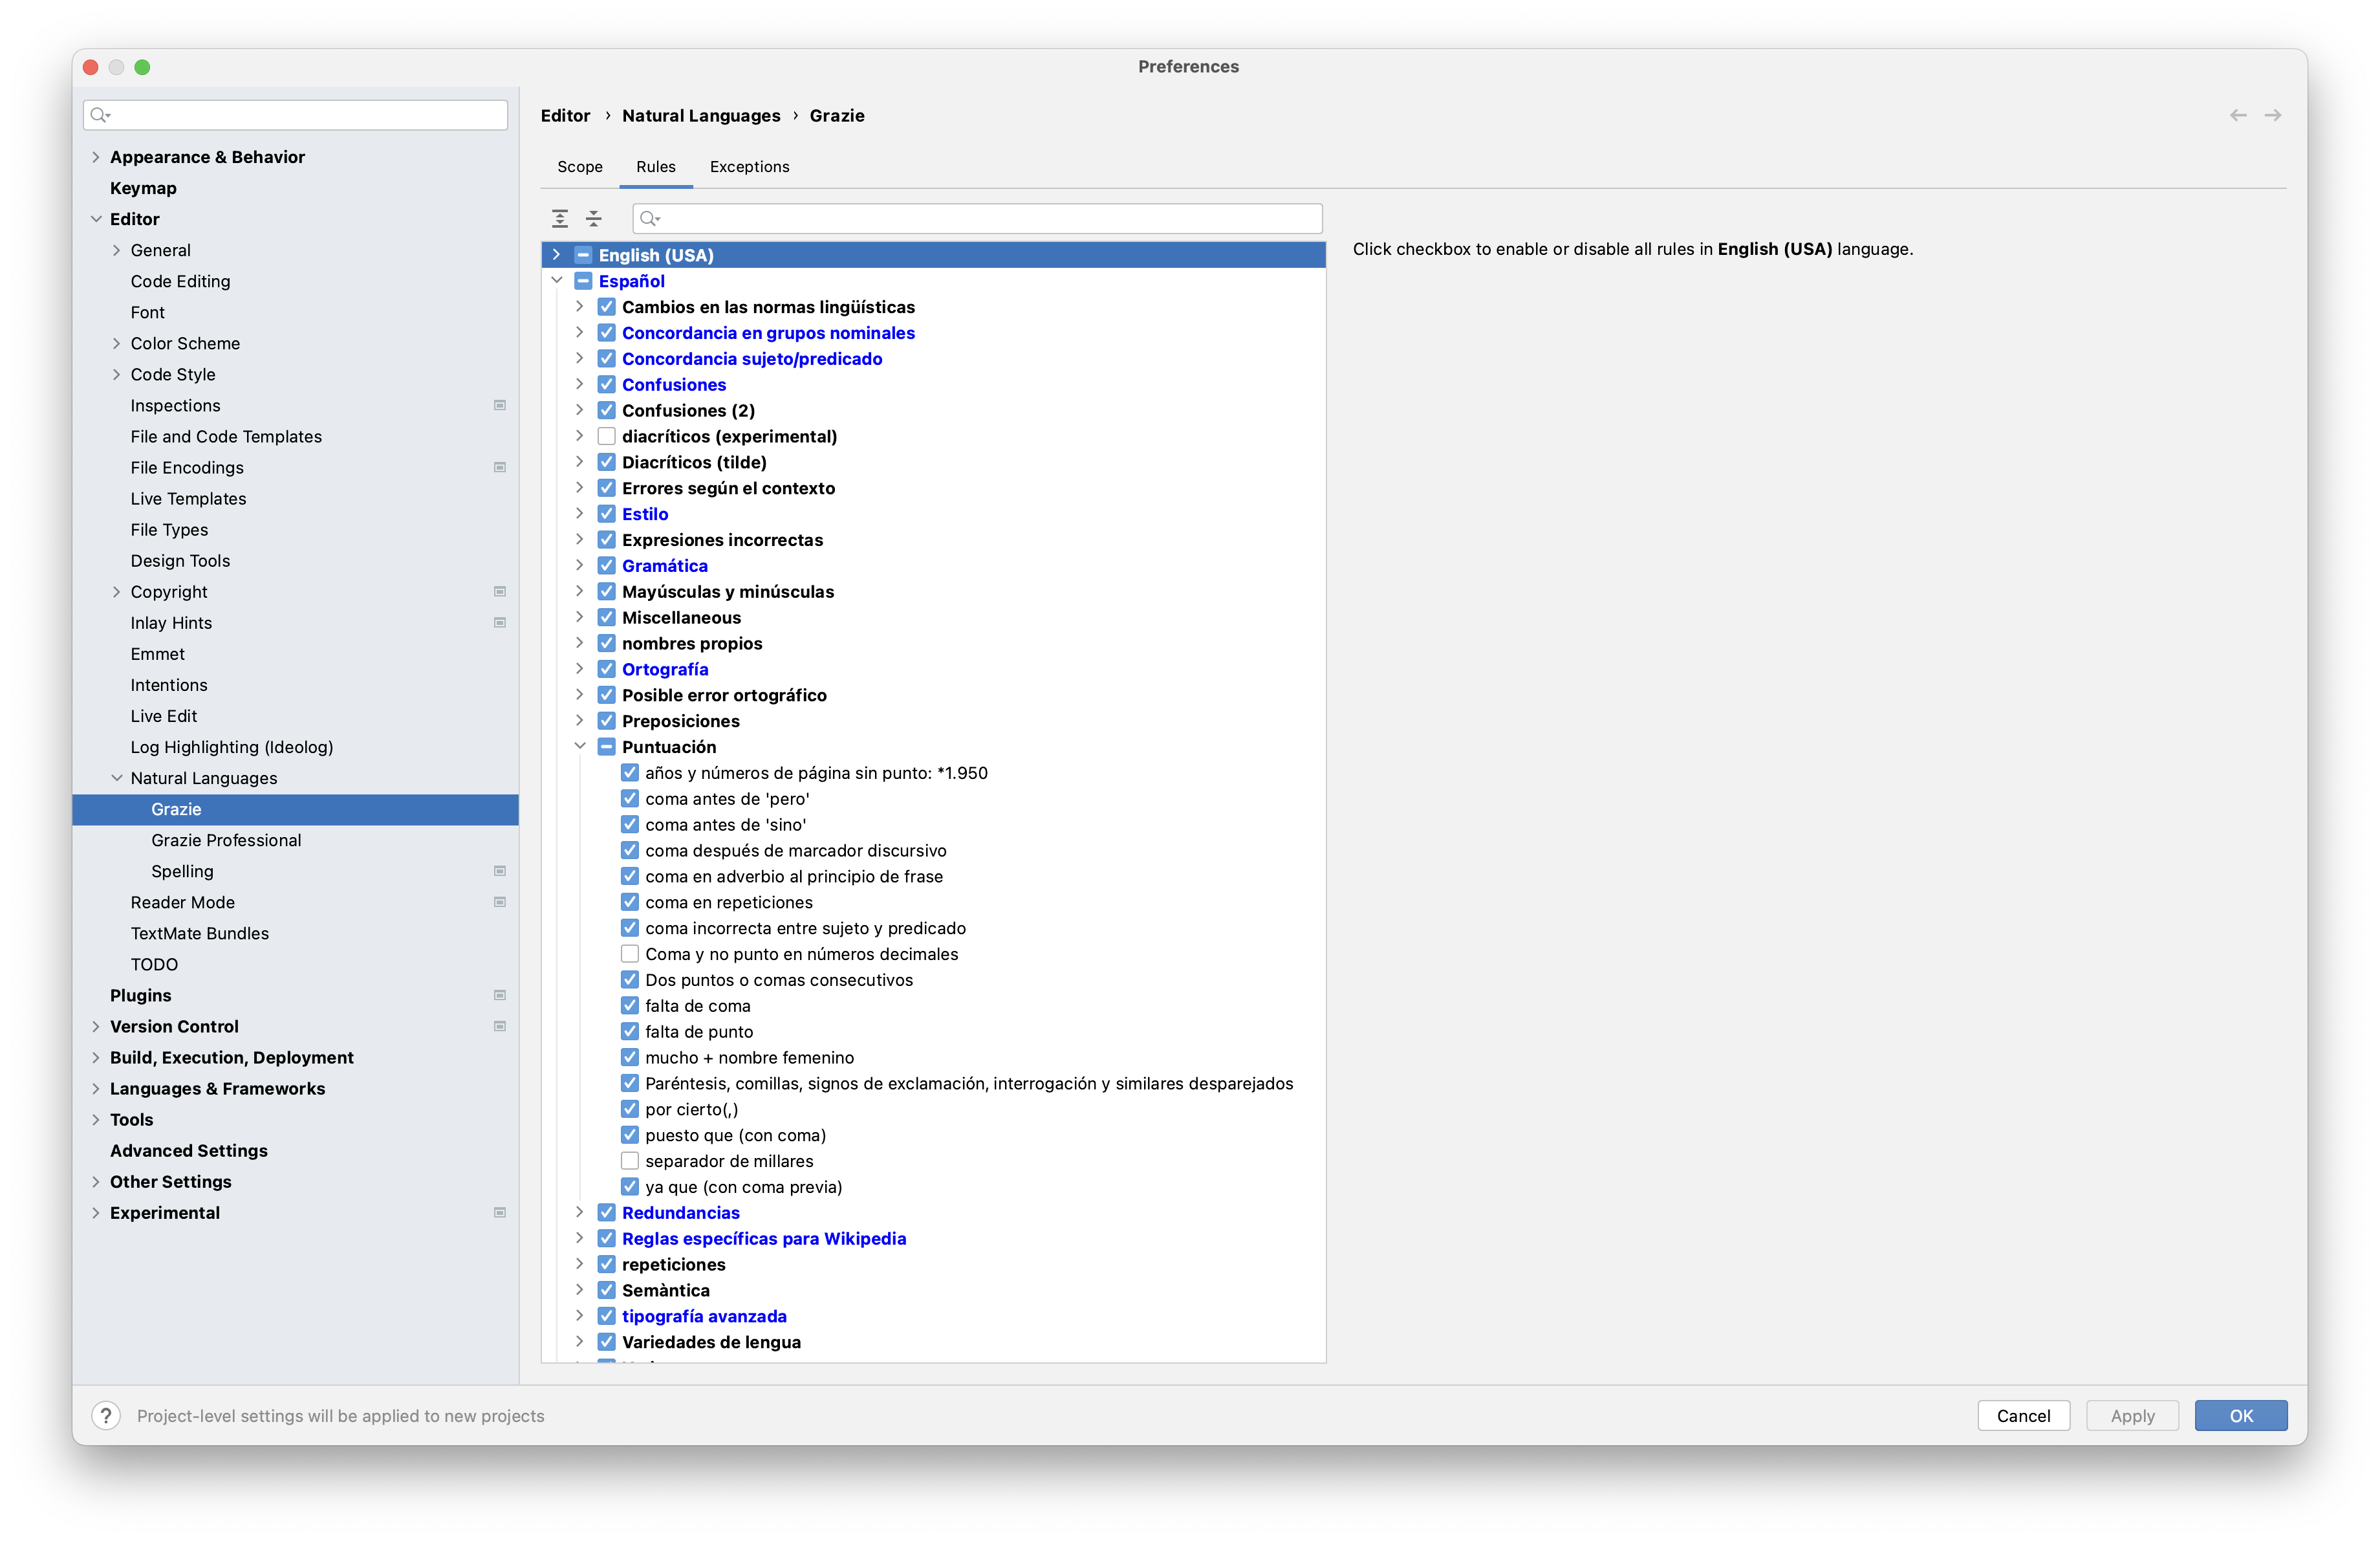 Preferences
Appearance & Behavior
Keymap
Editor
General
Code Editing
Font
Color Scheme
Code Style
Inspections
File and Code Templates
File Encodings
Live Templates
File Types
Design Tools
Copyright
Inlay Hints
Emmet
Intentions
Live Edit
Log Highlighting (Ideolog)
Natural Languages
Grazie
Grazie Professional
Spelling
Reader Mode
TextMate Bundles
TODO
Plugins
Version Control
Build, Execution, Deployment
Languages & Frameworks
Tools
Advanced Settings
Other Settings
Experimental
Editor › Natural Languages › Grazie
Scope Rules Exceptions
English (USA)
Español
Cambios en las normas lingüísticas
Concordancia en grupos nominales
Concordancia sujeto/predicado
Confusiones
Confusiones (2)
diacríticos (experimental)
Diacríticos (tilde)
Errores según el contexto
Estilo
Expresiones incorrectas
Gramática
Mayúsculas y minúsculas
Miscellaneous
nombres propios
Ortografía
Posible error ortográfico
Preposiciones
Puntuación
años y números de página sin punto: *1.950
coma antes de 'pero'
coma antes de 'sino'
coma después de marcador discursivo
coma en adverbio al principio de frase
coma en repeticiones
coma incorrecta entre sujeto y predicado
Coma y no punto en números decimales
Dos puntos o comas consecutivos
falta de coma
falta de punto
mucho + nombre femenino
Paréntesis, comillas, signos de exclamación, interrogación y similares desparejados
por cierto(,)
puesto que (con coma)
separador de millares
ya que (con coma previa)
Redundancias
Reglas específicas para Wikipedia
repeticiones
Semàntica
tipografía avanzada
Variedades de lengua
Click checkbox to enable or disable all rules in English (USA) language.
? Project-level settings will be applied to new projects
Cancel Apply OK